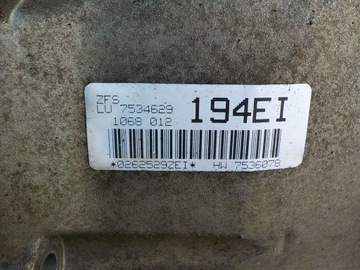 ZFS
LU 7534629
1068 012
194EI
*0262529ZEI* HW 7536078